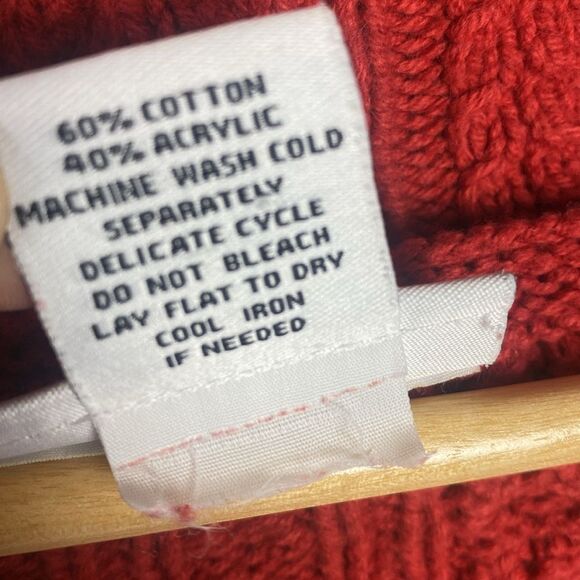 60% COTTON
40% ACRYLIC
MACHINE WASH COLD
SEPARATELY
DELICATE CYCLE
DO NOT BLEACH
LAY FLAT TO DRY
COOL IRON
IF NEEDED